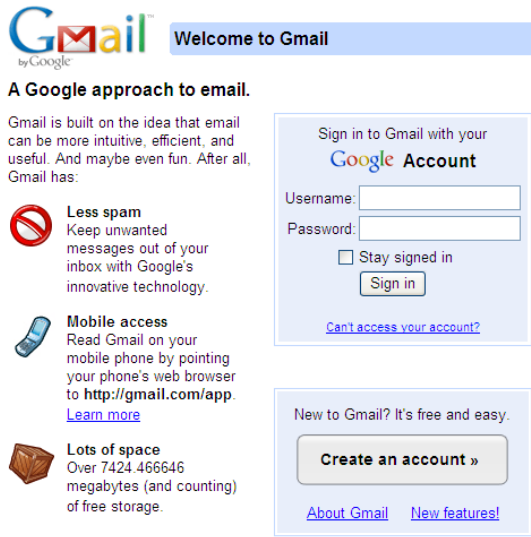 Gmail
by Google
Welcome to Gmail
A Google approach to email.
Gmail is built on the idea that email
can be more intuitive, efficient, and
useful. And maybe even fun. After all,
Gmail has:
Less spam
Keep unwanted
messages out of your
inbox with Google's
innovative technology.
Mobile access
Read Gmail on your
mobile phone by pointing
your phone's web browser
to http://gmail.com/app.
Learn more
Lots of space
Over 7424.466646
megabytes (and counting)
of free storage.
Sign in to Gmail with your
Google Account
Username:
Password:
Stay signed in
Sign in
Can't access your account?
New to Gmail? It's free and easy.
Create an account »
About Gmail New features!